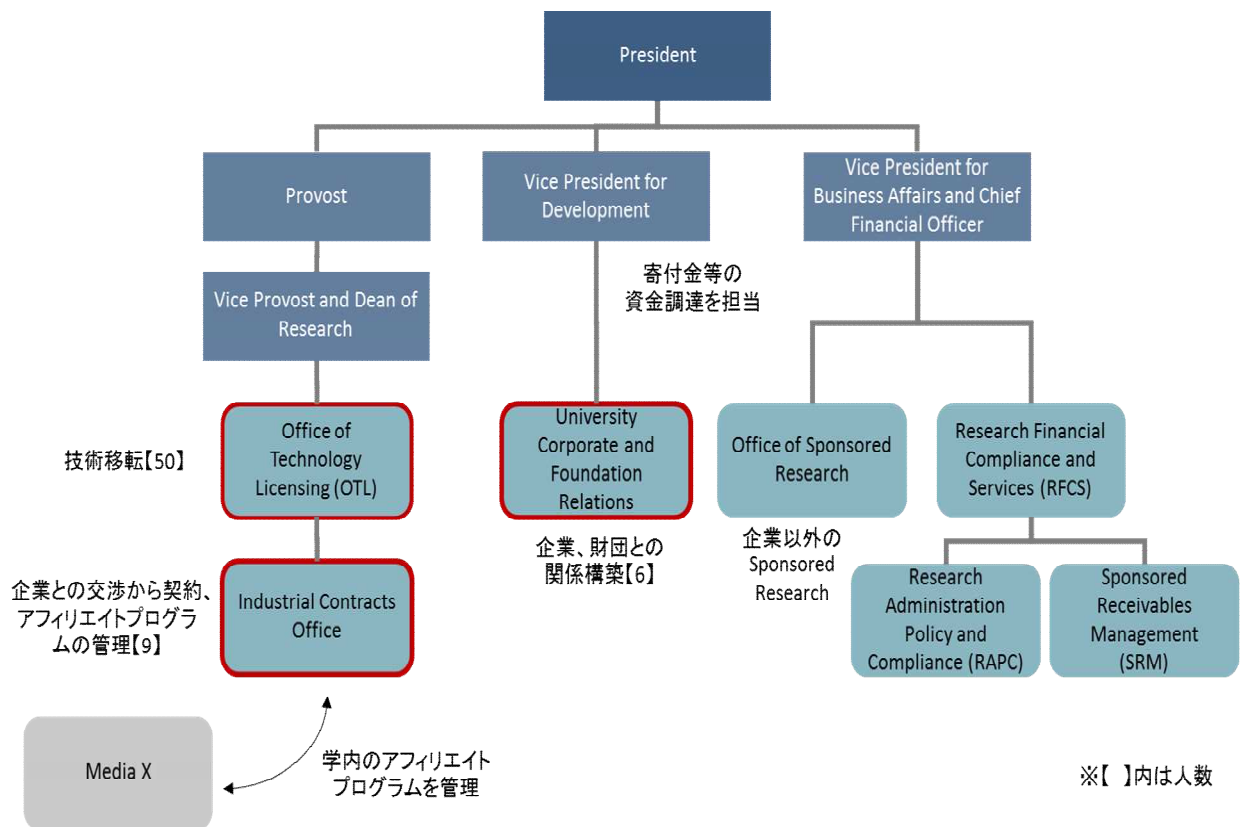 President
Provost
Vice President for
Development
Vice President for
Business Affairs and Chief
Financial Officer
寄付金等の
資金調達を担当
Vice Provost and Dean of
Research
技術移転【50】
Office of
Technology
Licensing (OTL)
University
Corporate and
Foundation
Relations
Office of Sponsored
Research
Research Financial
Compliance and
Services (RFCS)
企業、財団との
関係構築【6】
企業以外の
Sponsored
Research
企業との交渉から契約、
アフィリエイトプログラ
ムの管理【9】
Industrial Contracts
Office
Research
Administration
Policy and
Compliance (RAPC)
Sponsored
Receivables
Management
(SRM)
Media X
学内のアフィリエイト
プログラムを管理
※【 】内は人数